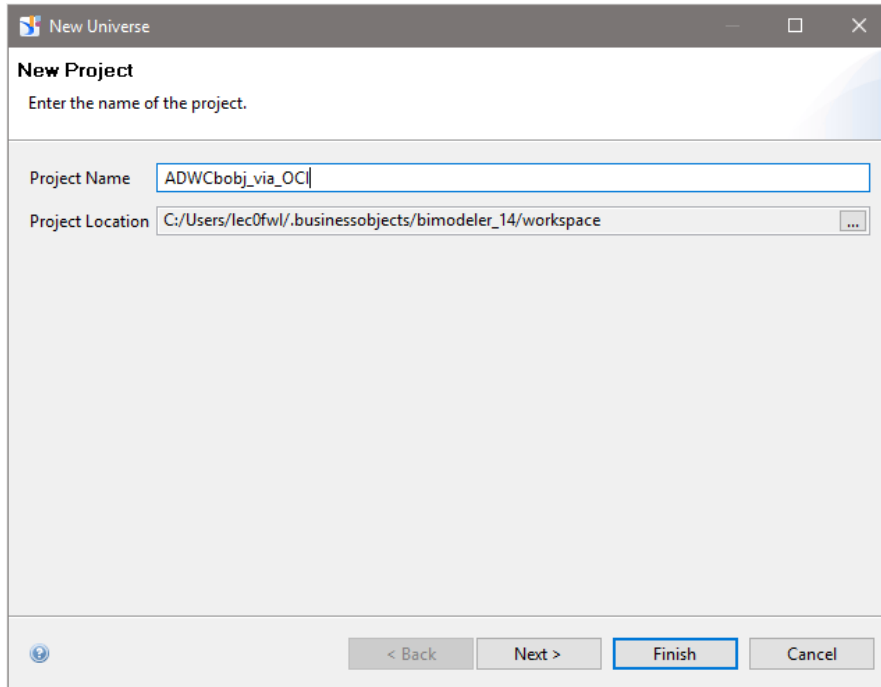 New Universe
New Project
Enter the name of the project.
Project Name ADWCbobj_via_OCI
Project Location C:/Users/lec0fwl/.businessobjects/bimodeler_14/workspace ...
< Back Next > Finish Cancel